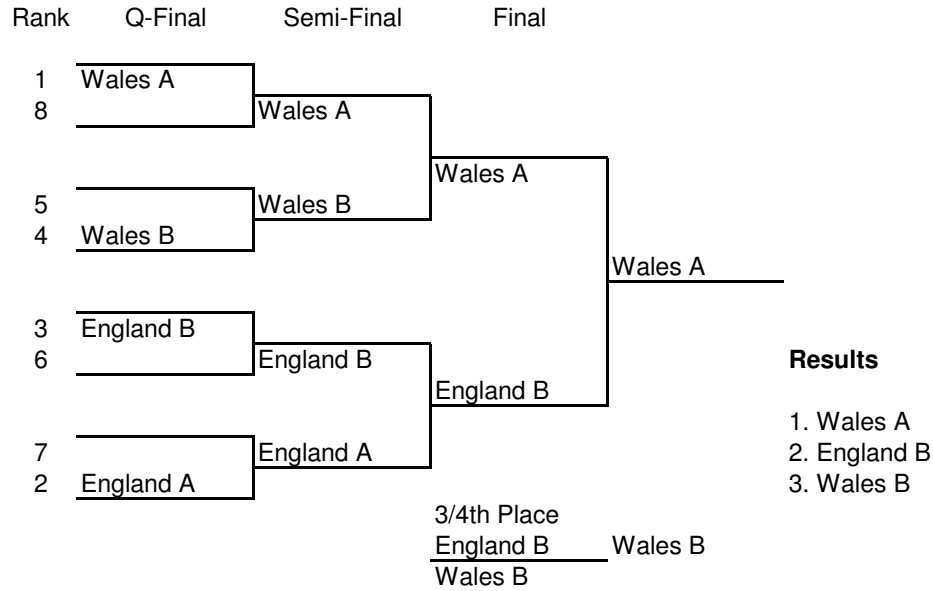 Rank Q-Final Semi-Final Final
1 Wales A
8 Wales A
Wales A
5 Wales B
4 Wales B
Wales A
3 England B
6 England B
Results
England B
1. Wales A
7 England A 2. England B
2 England A 3. Wales B
3/4th Place
England B Wales B
Wales B